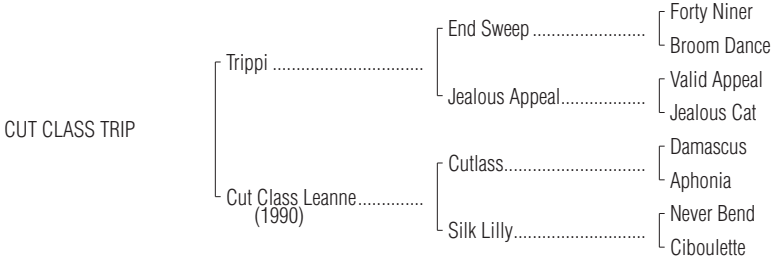 Forty Niner
End Sweep ........................
Broom Dance
Trippi ................................
Valid Appeal
Jealous Appeal..................
Jealous Cat
CUT CLASS TRIP
Damascus
Cutlass..............................
Aphonia
Cut Class Leanne..............
(1990)
Never Bend
Silk Lilly............................
Ciboulette